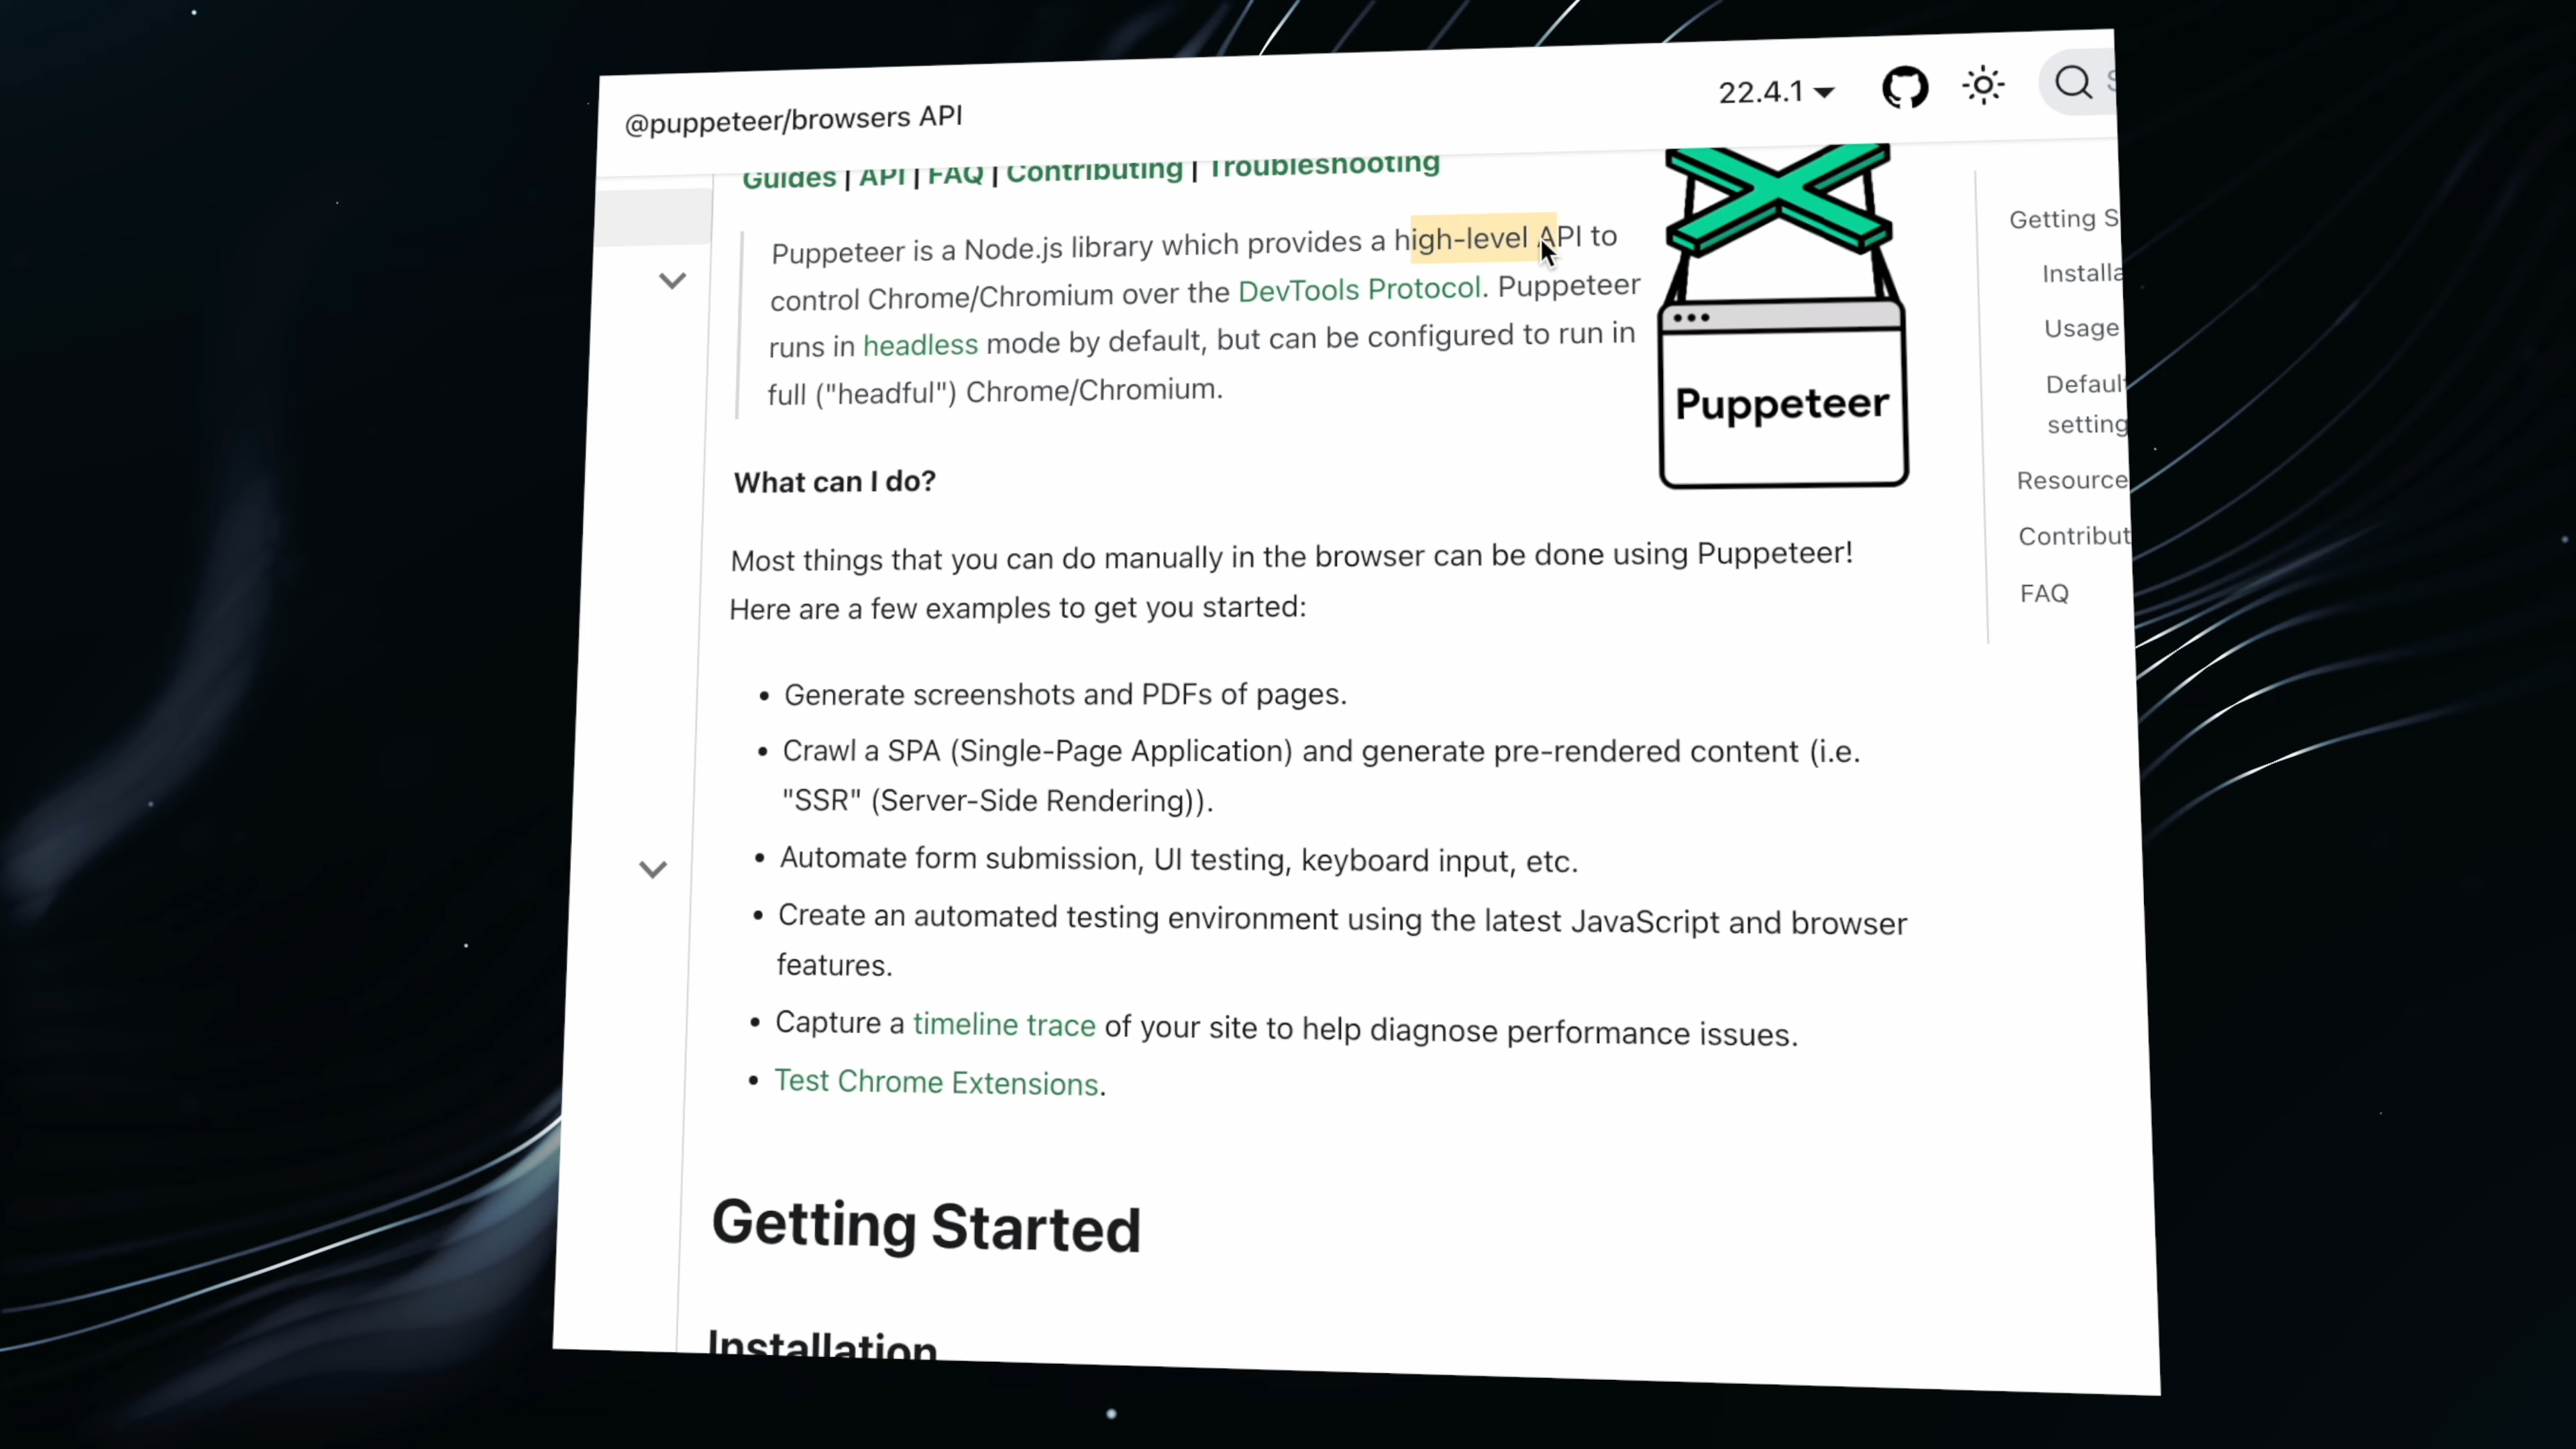 @puppeteer/browsers API
22.4.1
Guides | API | FAQ | Contributing | Troubleshooting
Puppeteer is a Node.js library which provides a high-level API to
control Chrome/Chromium over the DevTools Protocol. Puppeteer
runs in headless mode by default, but can be configured to run in
full ("headful") Chrome/Chromium.
Puppeteer
What can I do?
Most things that you can do manually in the browser can be done using Puppeteer!
Here are a few examples to get you started:
• Generate screenshots and PDFs of pages.
• Crawl a SPA (Single-Page Application) and generate pre-rendered content (i.e.
"SSR" (Server-Side Rendering)).
• Automate form submission, UI testing, keyboard input, etc.
• Create an automated testing environment using the latest JavaScript and browser
features.
• Capture a timeline trace of your site to help diagnose performance issues.
• Test Chrome Extensions.
Getting Started
Installation
Getting S
Installa
Usage
Default
setting
Resource
Contribut
FAQ